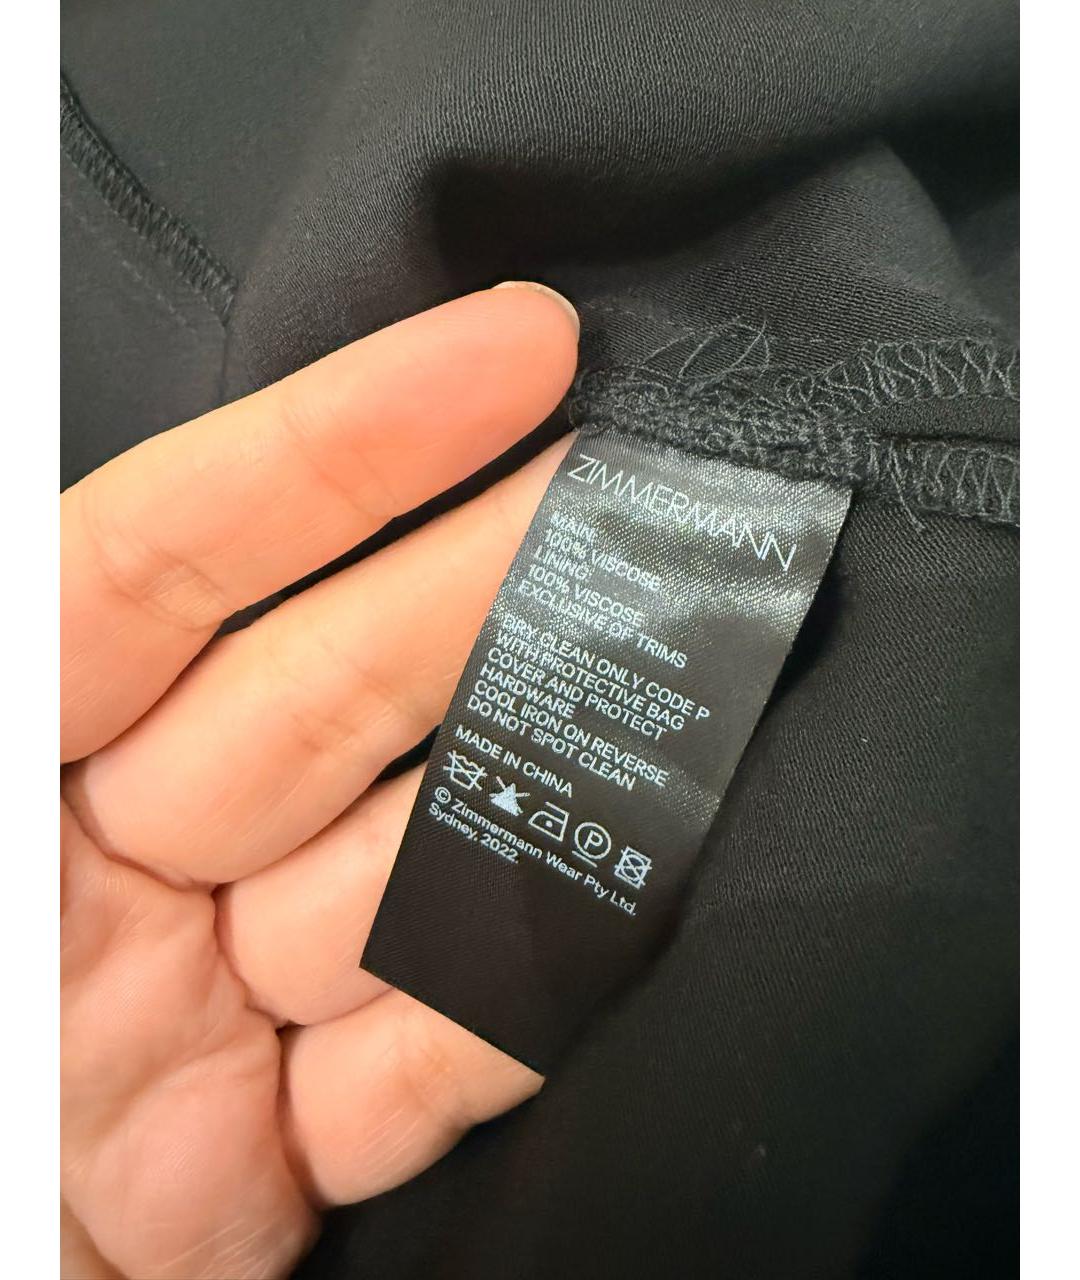 ZIMMERMANN
MAIN
100% VISCOSE
LINING
100% VISCOSE
EXCLUSIVE OF TRIMS
DRY CLEAN ONLY CODE P
WITH PROTECTIVE BAG
COVER AND PROTECT
HARDWARE
COOL IRON ON REVERSE
DO NOT SPOT CLEAN
MADE IN CHINA
P
© Zimmermann Wear Pty Ltd.
Sydney, 2022.